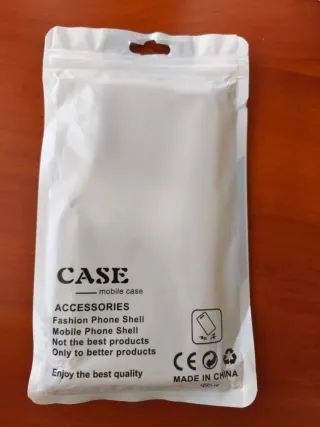 CASE
mobile case
ACCESSORIES
Fashion Phone Shell
Mobile Phone Shell
Not the best products
Only to better products
Enjoy the best quality
CE
MADE IN CHINA